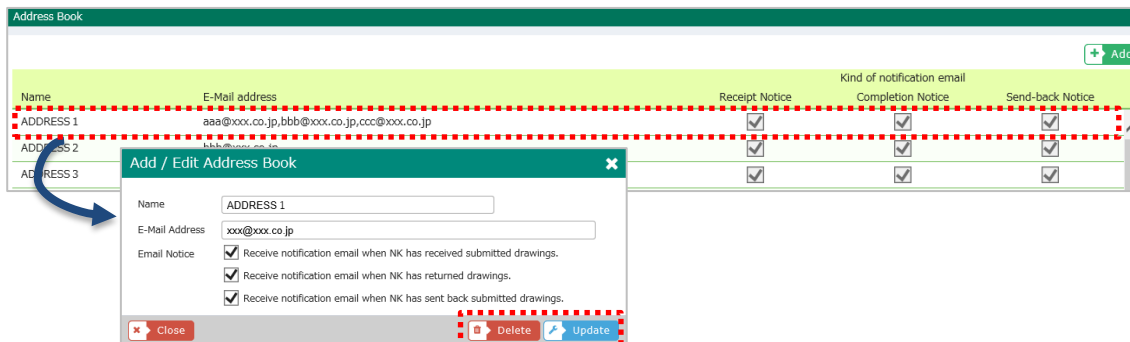 Address Book
Add
Kind of notification email
Name E-Mail address Receipt Notice Completion Notice Send-back Notice
ADDRESS 1 aaa@xxx.co.jp,bbb@xxx.co.jp,ccc@xxx.co.jp
ADDRESS 2 bbb@xxx.co.jp
ADDRESS 3
Add / Edit Address Book
Name ADDRESS 1
E-Mail Address xxx@xxx.co.jp
Email Notice Receive notification email when NK has received submitted drawings.
Receive notification email when NK has returned drawings.
Receive notification email when NK has sent back submitted drawings.
Close Delete Update